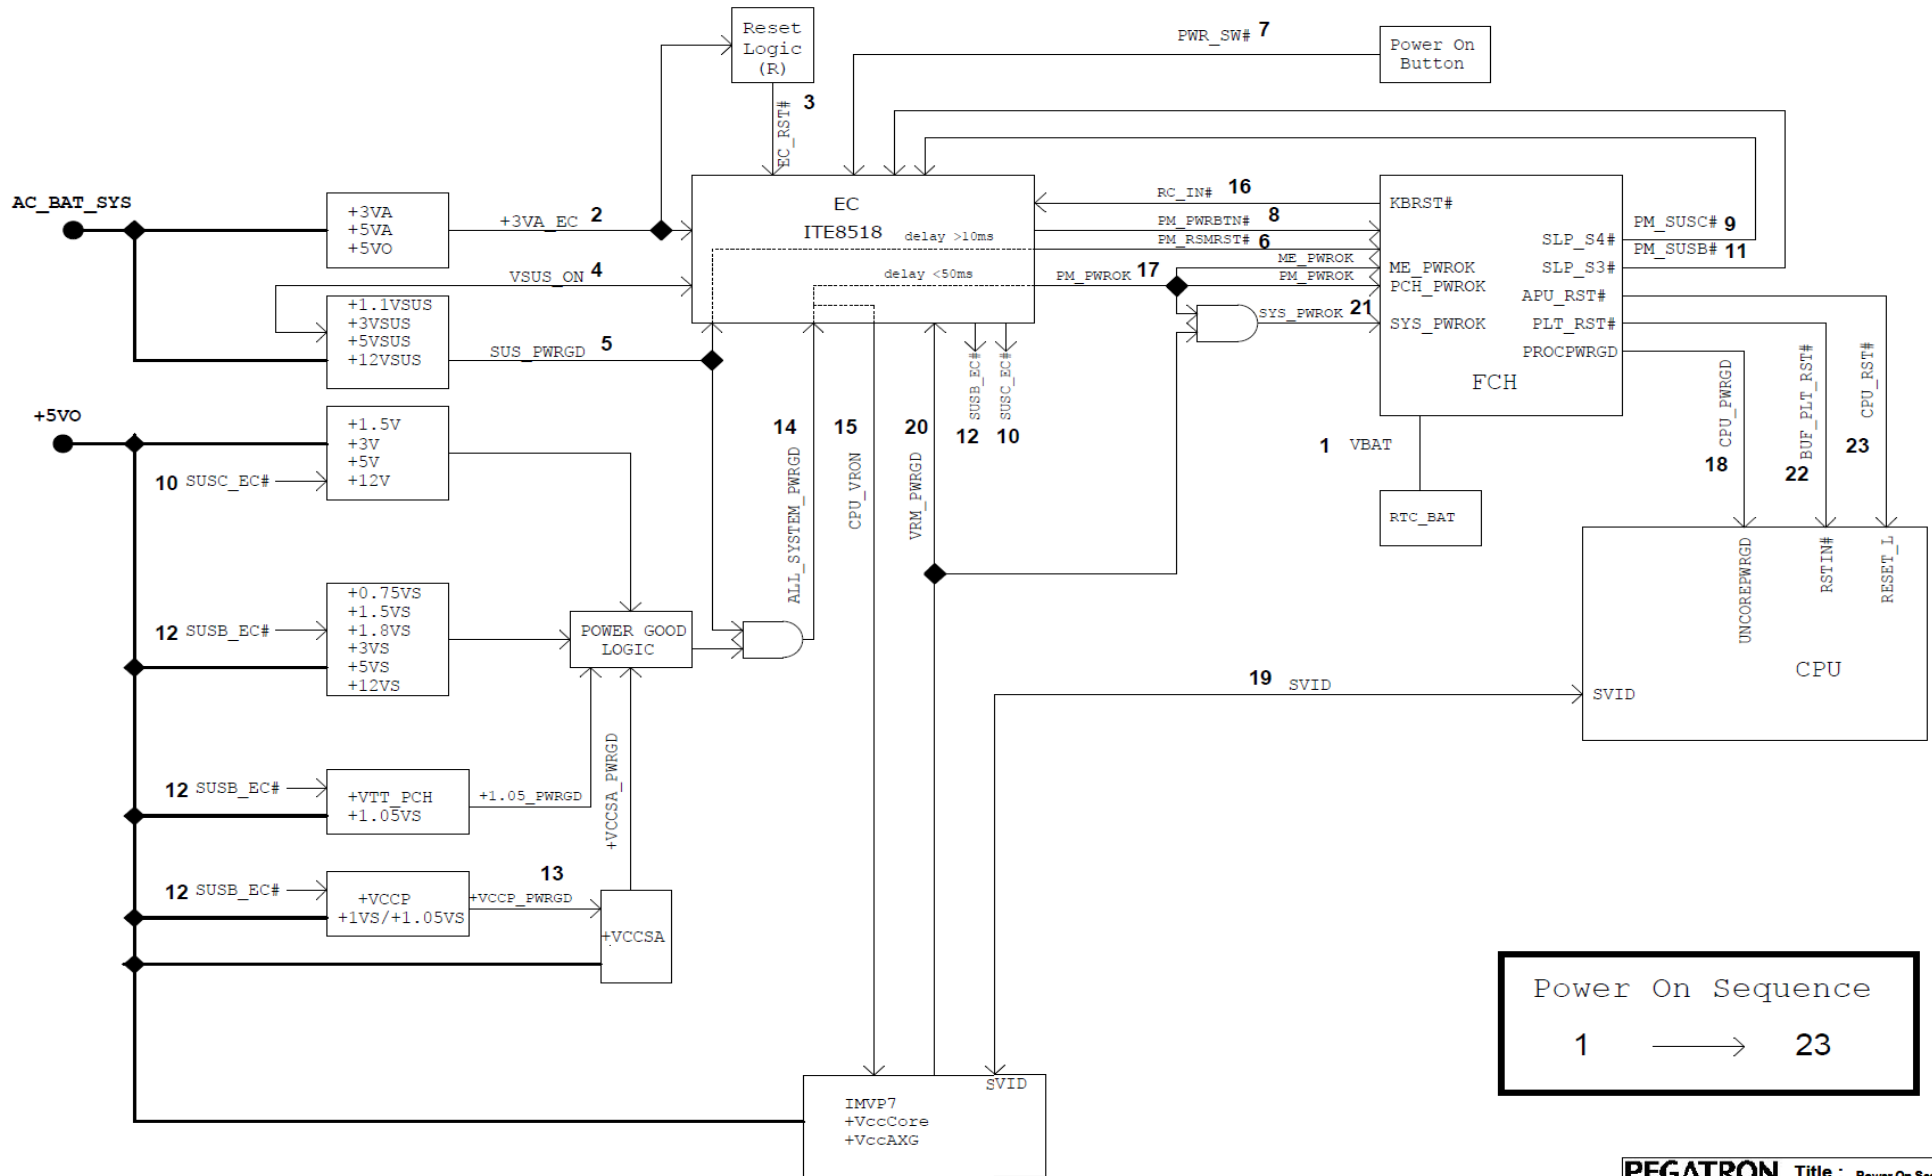 Reset
Logic
(R)
PWR_SW# 7
Power On
Button
EC_RST#
3
AC_BAT_SYS
+3VA
+5VA
+5VO
+3VA_EC 2
EC
ITE8518
delay >10ms
delay <50ms
VSUS_ON 4
+1.1VSUS
+3VSUS
+5VSUS
+12VSUS
SUS_PWRGD 5
RC_IN# 16
PM_PWRBTN# 8
PM_RSMRST# 6
PM_PWROK 17
ME_PWROK
PM_PWROK
SYS_PWROK 21
KBRST#
ME_PWROK
PCH_PWROK
SYS_PWROK
SLP_S4#
SLP_S3#
APU_RST#
PLT_RST#
PROCPWRGD
FCH
PM_SUSC# 9
PM_SUSB# 11
+5VO
+1.5V
+3V
+5V
+12V
10 SUSC_EC#
14
ALL_SYSTEM_PWRGD
15
CPU_VRON
20
VRM_PWRGD
SUSB_EC#
12
SUSC_EC#
10
1 VBAT
RTC_BAT
CPU_PWRGD
18
BUF_PLT_RST#
22
CPU_RST#
23
UNCOREPWRGD
RSTIN#
RESET_L
CPU
SVID
19 SVID
12 SUSB_EC#
+0.75VS
+1.5VS
+1.8VS
+3VS
+5VS
+12VS
POWER GOOD
LOGIC
12 SUSB_EC#
+VTT_PCH
+1.05VS
+1.05_PWRGD
+VCCSA_PWRGD
12 SUSB_EC#
+VCCP
+1VS/+1.05VS
13
+VCCP_PWRGD
+VCCSA
SVID
IMVP7
+VccCore
+VccAXG
Power On Sequence
1 23
PEGATRON Title : Power On